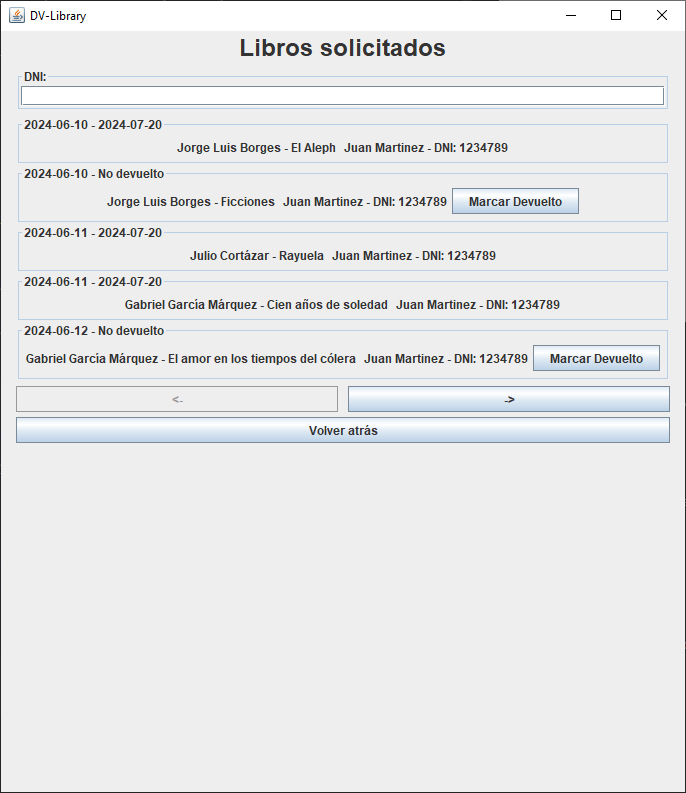 DV-Library
Libros solicitados
DNI:
2024-06-10 - 2024-07-20
Jorge Luis Borges - El Aleph Juan Martinez - DNI: 1234789
2024-06-10 - No devuelto
Jorge Luis Borges - Ficciones Juan Martinez - DNI: 1234789 Marcar Devuelto
2024-06-11 - 2024-07-20
Julio Cortázar - Rayuela Juan Martinez - DNI: 1234789
2024-06-11 - 2024-07-20
Gabriel García Márquez - Cien años de soledad Juan Martinez - DNI: 1234789
2024-06-12 - No devuelto
Gabriel García Márquez - El amor en los tiempos del cólera Juan Martinez - DNI: 1234789 Marcar Devuelto
<- ->
Volver atrás